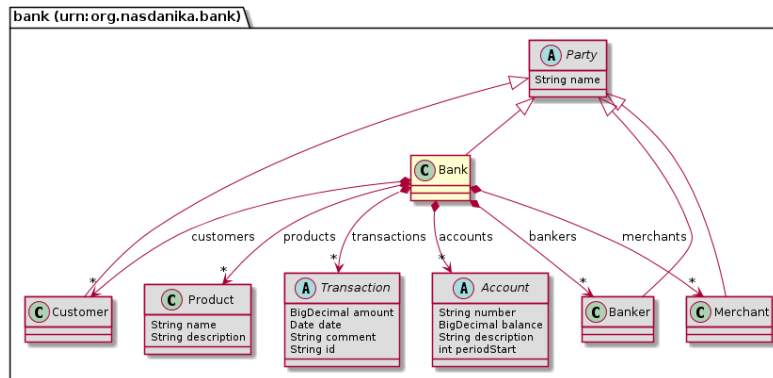 bank (urn:org.nasdanika.bank)
A Party
String name
C Bank
customers
products
transactions
accounts
bankers
merchants
*
*
*
*
*
*
C Customer
C Product
String name
String description
A Transaction
BigDecimal amount
Date date
String comment
String id
A Account
String number
BigDecimal balance
String description
int periodStart
C Banker
C Merchant